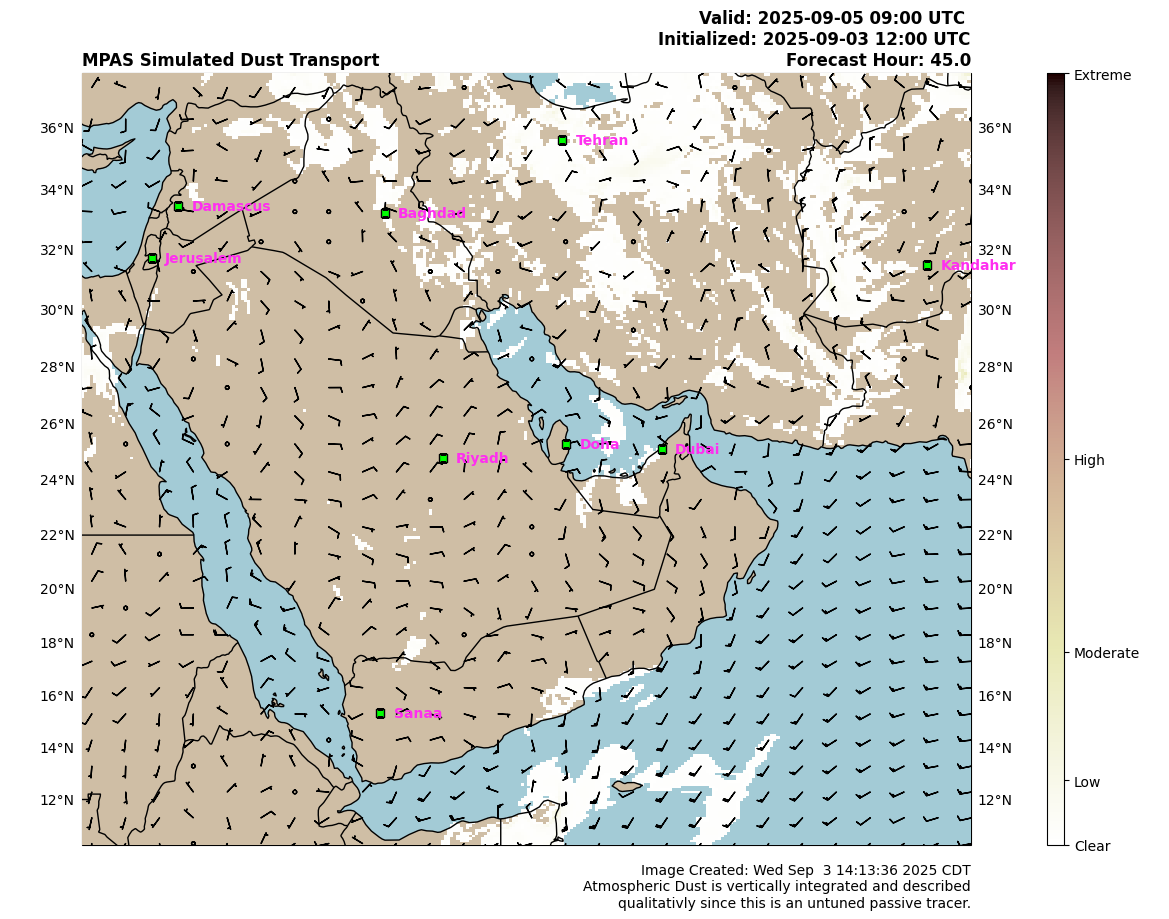 Valid: 2025-09-05 09:00 UTC
Initialized: 2025-09-03 12:00 UTC
MPAS Simulated Dust Transport
Forecast Hour: 45.0
Extreme
36°N
36°N
Tehran
34°N
34°N
Damascus
Baghdad
32°N
32°N
Jerusalem
Kandahar
30°N
30°N
28°N
28°N
26°N
26°N
Doha
Dubai
Riyadh
High
24°N
24°N
22°N
22°N
20°N
20°N
18°N
18°N
Moderate
16°N
16°N
Sanaa
14°N
14°N
Low
12°N
12°N
Clear
Image Created: Wed Sep  3 14:13:36 2025 CDT
Atmospheric Dust is vertically integrated and described
qualitativly since this is an untuned passive tracer.